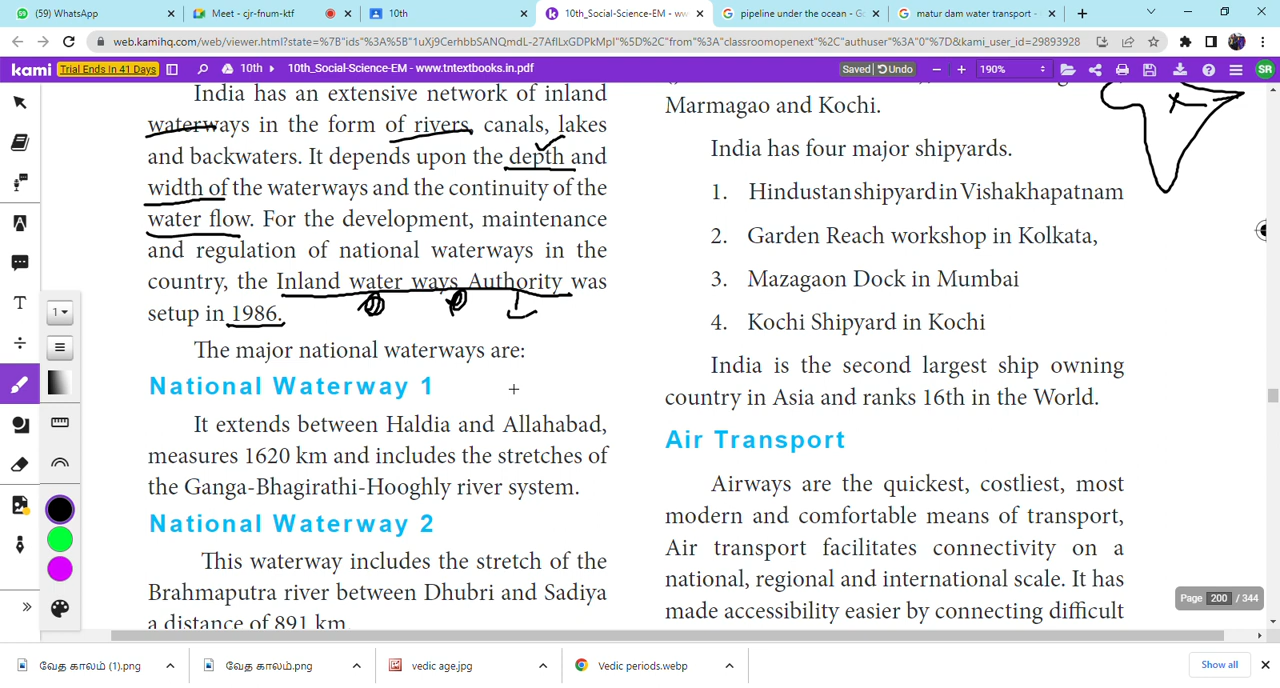 (59) WhatsApp
Meet - cjr-fnum-ktf
10th
10th_Social-Science-EM - ww
pipeline under the ocean - Go
matur dam water transport -
web.kamihq.com/web/viewer.html?state=%7B"ids"%3A%5B"1uXj9CerhbbSANQmdL-27AfILxGDPkMpI"%5D%2C"from"%3A"classroomopenext"%2C"authuser"%3A"0"%7D&kami_user_id=29893928
kami
Trial Ends In 41 Days
10th
10th_Social-Science-EM - www.tntextbooks.in.pdf
Saved
Undo
190%
SR
India has an extensive network of inland
waterways in the form of rivers, canals, lakes
and backwaters. It depends upon the depth and
width of the waterways and the continuity of the
water flow. For the development, maintenance
and regulation of national waterways in the
country, the Inland water ways Authority was
setup in 1986.
The major national waterways are:
National Waterway 1
It extends between Haldia and Allahabad,
measures 1620 km and includes the stretches of
the Ganga-Bhagirathi-Hooghly river system.
National Waterway 2
This waterway includes the stretch of the
Brahmaputra river between Dhubri and Sadiya
a distance of 891 km
Marmagao and Kochi.
India has four major shipyards.
1. Hindustan shipyard in Vishakhapatnam
2. Garden Reach workshop in Kolkata,
3. Mazagaon Dock in Mumbai
4. Kochi Shipyard in Kochi
India is the second largest ship owning
country in Asia and ranks 16th in the World.
Air Transport
Airways are the quickest, costliest, most
modern and comfortable means of transport,
Air transport facilitates connectivity on a
national, regional and international scale. It has
made accessibility easier by connecting difficult
T
1
Page 200 / 344
வேத காலம் (1).png
வேத காலம்.png
vedic age.jpg
Vedic periods.webp
Show all